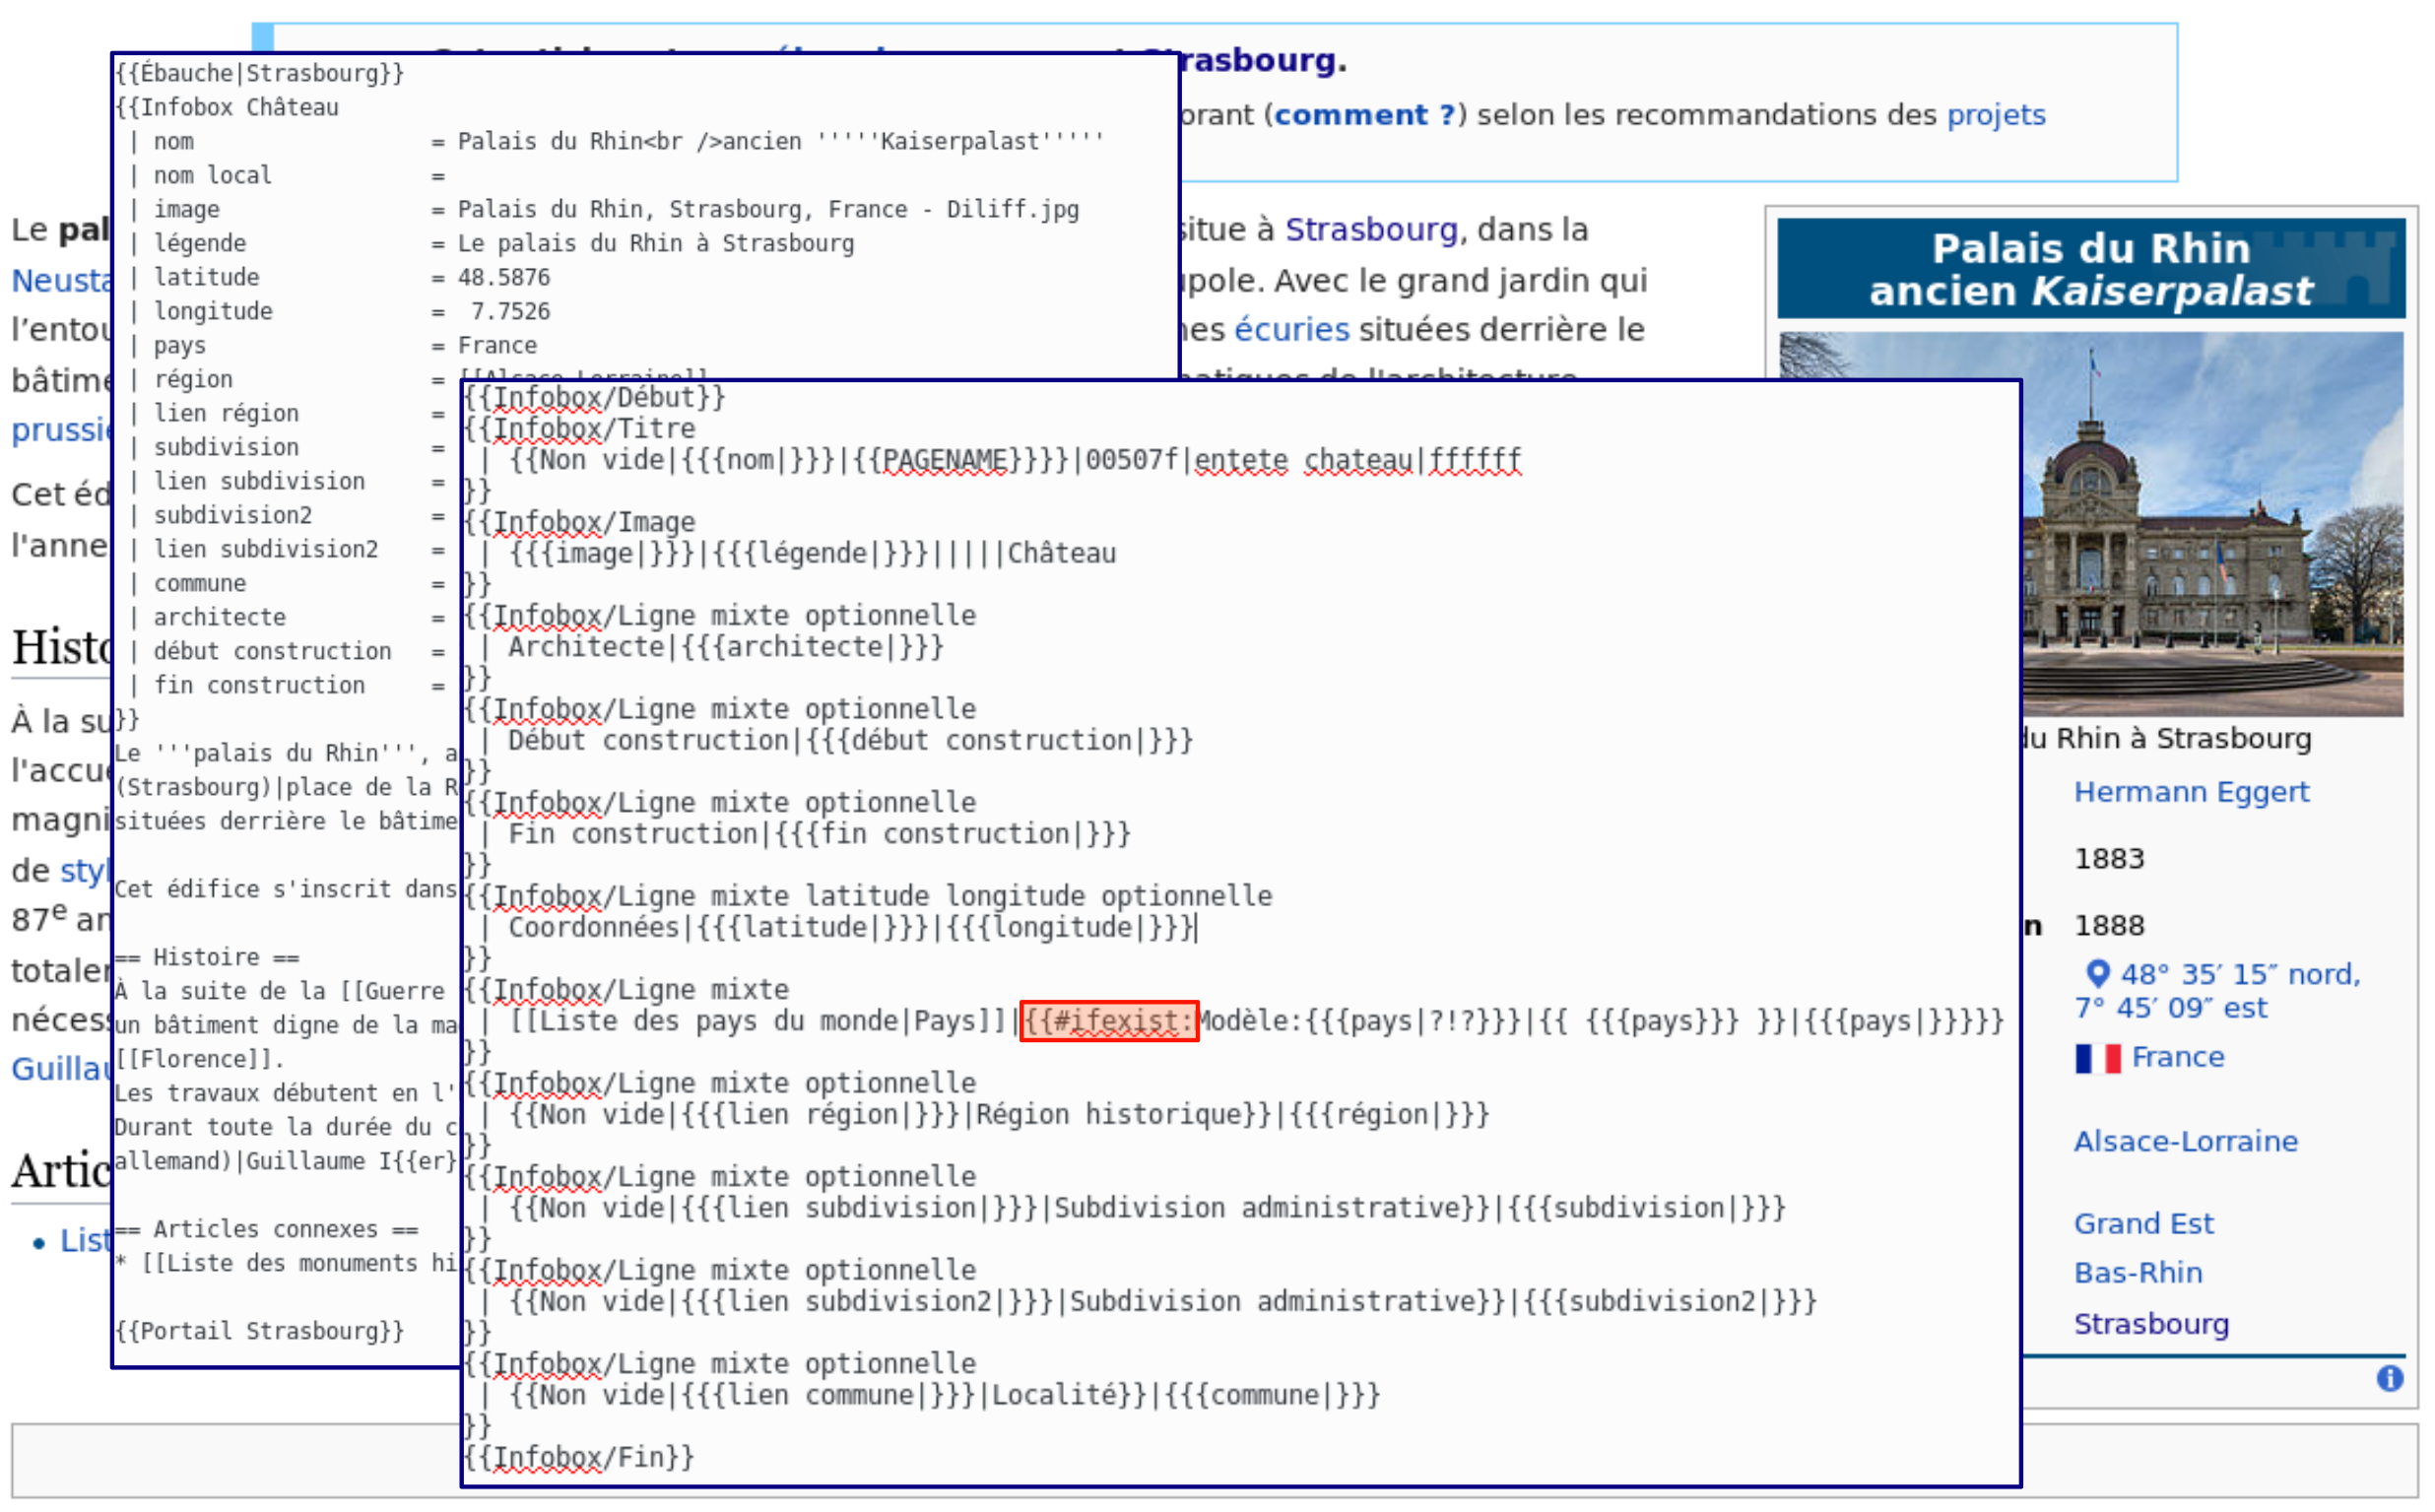 rasbourg.
orant (comment ?) selon les recommandations des projets
{{Ébauche|Strasbourg}}
{{Infobox Château
| nom = Palais du Rhin<br />ancien '''''Kaiserpalast'''''
| nom local =
| image = Palais du Rhin, Strasbourg, France - Diliff.jpg
| légende = Le palais du Rhin à Strasbourg
| latitude = 48.5876
| longitude = 7.7526
| pays = France
| région = [[Alsace-Lorraine]]
| lien région =
| subdivision =
| lien subdivision =
| subdivision2 =
| lien subdivision2 =
| commune =
| architecte =
| début construction =
| fin construction =
}}
Le '''palais du Rhin''', a
(Strasbourg)|place de la R
situées derrière le bâtime
Cet édifice s'inscrit dans
== Histoire ==
À la suite de la [[Guerre
un bâtiment digne de la ma
[[Florence]].
Les travaux débutent en l'
Durant toute la durée du c
allemand)|Guillaume I{{er}
== Articles connexes ==
* [[Liste des monuments hi
{{Portail Strasbourg}}
{{Infobox/Début}}
{{Infobox/Titre
| {{Non vide|{{{nom|}}}|{{PAGENAME}}}}|00507f|entete chateau|ffffff
}}
{{Infobox/Image
| {{{image|}}}|{{{légende|}}}|||||Château
}}
{{Infobox/Ligne mixte optionnelle
| Architecte|{{{architecte|}}}
}}
{{Infobox/Ligne mixte optionnelle
| Début construction|{{{début construction|}}}
}}
{{Infobox/Ligne mixte optionnelle
| Fin construction|{{{fin construction|}}}
}}
{{Infobox/Ligne mixte latitude longitude optionnelle
| Coordonnées|{{{latitude|}}}|{{{longitude|}}}
}}
{{Infobox/Ligne mixte
| [[Liste des pays du monde|Pays]]|{{#ifexist:Modèle:{{{pays|?!?}}}|{{ {{{pays}}} }}|{{{pays|}}}}}
}}
{{Infobox/Ligne mixte optionnelle
| {{Non vide|{{{lien région|}}}|Région historique}}|{{{région|}}}
}}
{{Infobox/Ligne mixte optionnelle
| {{Non vide|{{{lien subdivision|}}}|Subdivision administrative}}|{{{subdivision|}}}
}}
{{Infobox/Ligne mixte optionnelle
| {{Non vide|{{{lien subdivision2|}}}|Subdivision administrative}}|{{{subdivision2|}}}
}}
{{Infobox/Ligne mixte optionnelle
| {{Non vide|{{{lien commune|}}}|Localité}}|{{{commune|}}}
}}
{{Infobox/Fin}}
Le pal
Neusta
l'entou
bâtime
prussie
Cet éd
l'anne
Histo
À la su
l'accue
magni
de styl
87e an
totaler
nécess
Guillau
Artic
• List
situe à Strasbourg, dans la
upole. Avec le grand jardin qui
nes écuries situées derrière le
atiques de l'architecture
Palais du Rhin
ancien Kaiserpalast
du Rhin à Strasbourg
Hermann Eggert
1883
n 1888
48° 35′ 15″ nord,
7° 45′ 09″ est
France
Alsace-Lorraine
Grand Est
Bas-Rhin
Strasbourg